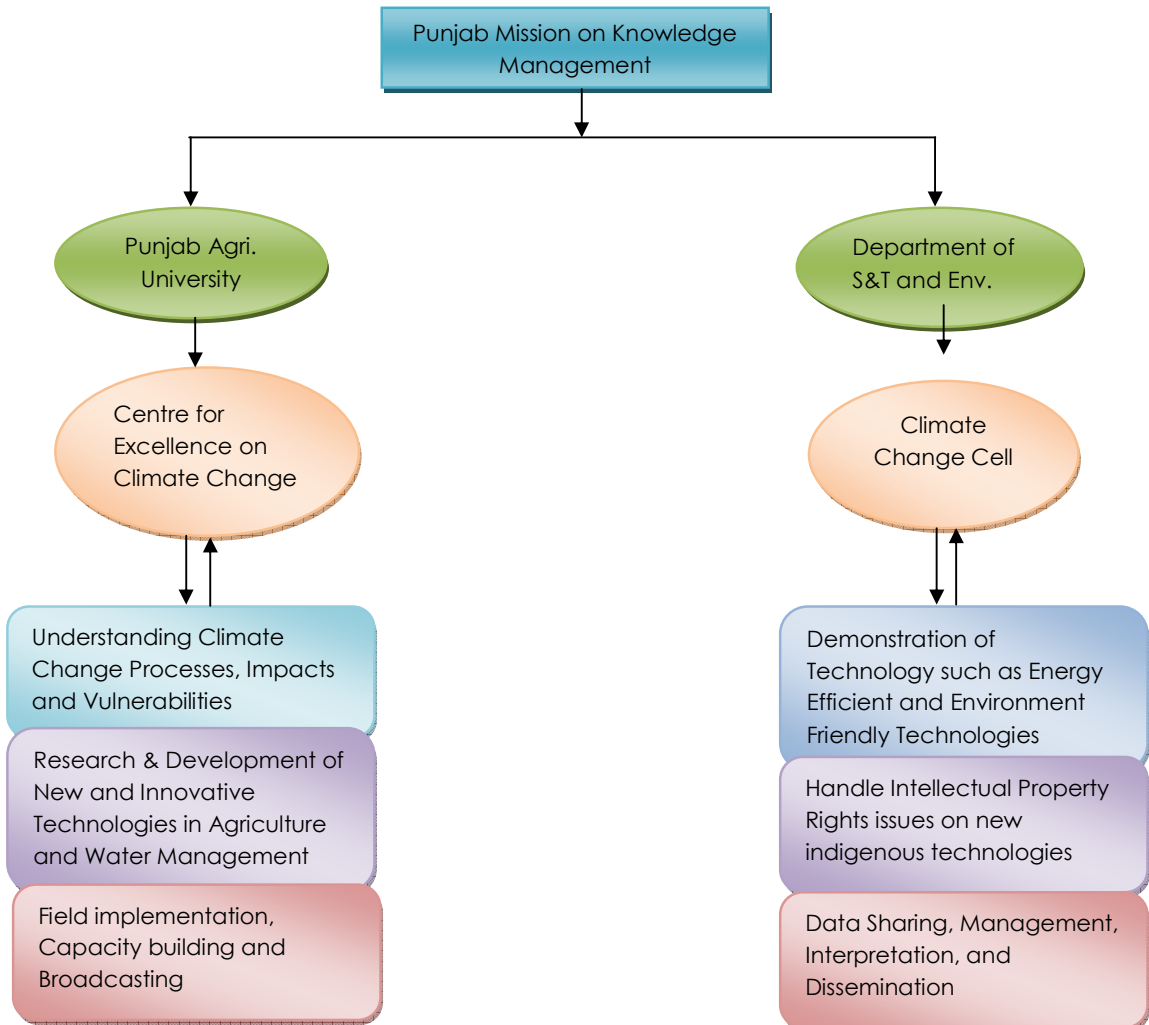 Punjab Mission on Knowledge
Management
Punjab Agri.
University
Department of
S&T and Env.
Centre for
Excellence on
Climate Change
Climate
Change Cell
Understanding Climate
Change Processes, Impacts
and Vulnerabilities
Research & Development of
New and Innovative
Technologies in Agriculture
and Water Management
Field implementation,
Capacity building and
Broadcasting
Demonstration of
Technology such as Energy
Efficient and Environment
Friendly Technologies
Handle Intellectual Property
Rights issues on new
indigenous technologies
Data Sharing, Management,
Interpretation, and
Dissemination